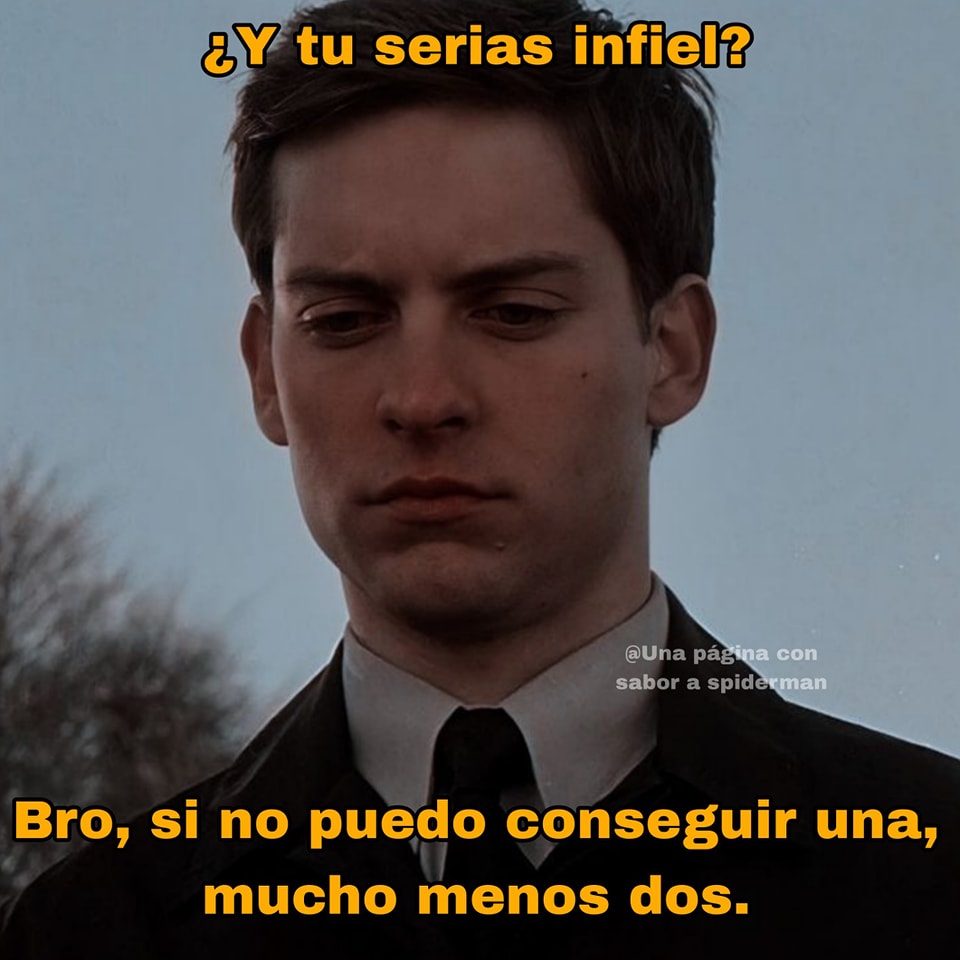 ¿Y tu serias infiel?
@Una página con
sabor a spiderman
Bro, si no puedo conseguir una,
mucho menos dos.